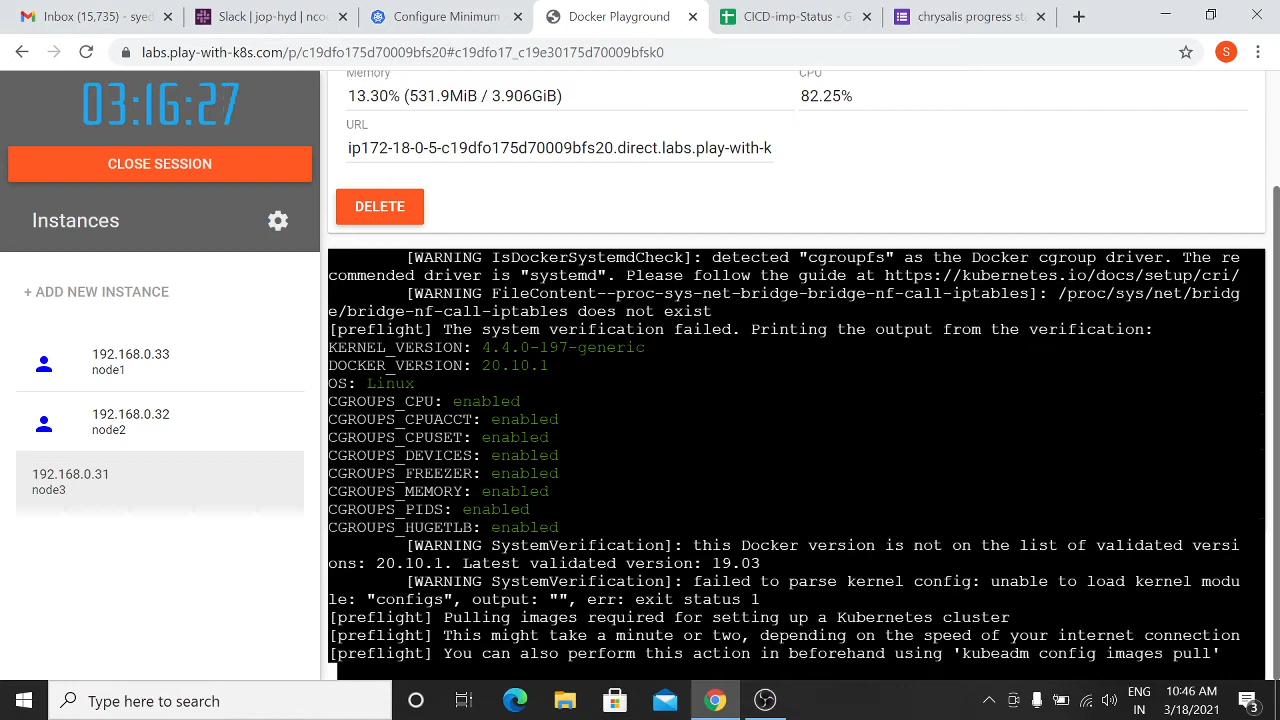 Inbox (15,735) - syed
Slack | jop-hyd | ncoo
Configure Minimum
Docker Playground
CICD-imp-Status - G
chrysalis progress sta
labs.play-with-k8s.com/p/c19dfo175d70009bfs20#c19dfo17_c19e30175d70009bfsk0
S
03:16:27
CLOSE SESSION
Instances
+ ADD NEW INSTANCE
192.168.0.33
node1
192.168.0.32
node2
192.168.0.31
node3
Memory
CPU
13.30% (531.9MiB / 3.906GiB)
82.25%
URL
ip172-18-0-5-c19dfo175d70009bfs20.direct.labs.play-with-k
DELETE
[WARNING IsDockerSystemdCheck]: detected "cgroupfs" as the Docker cgroup driver. The re
commended driver is "systemd". Please follow the guide at https://kubernetes.io/docs/setup/cri/
[WARNING FileContent--proc-sys-net-bridge-bridge-nf-call-iptables]: /proc/sys/net/bridg
e/bridge-nf-call-iptables does not exist
[preflight] The system verification failed. Printing the output from the verification:
KERNEL_VERSION: 4.4.0-197-generic
DOCKER_VERSION: 20.10.1
OS: Linux
CGROUPS_CPU: enabled
CGROUPS_CPUACCT: enabled
CGROUPS_CPUSET: enabled
CGROUPS_DEVICES: enabled
CGROUPS_FREEZER: enabled
CGROUPS_MEMORY: enabled
CGROUPS_PIDS: enabled
CGROUPS_HUGETLB: enabled
[WARNING SystemVerification]: this Docker version is not on the list of validated versi
ons: 20.10.1. Latest validated version: 19.03
[WARNING SystemVerification]: failed to parse kernel config: unable to load kernel modu
le: "configs", output: "", err: exit status 1
[preflight] Pulling images required for setting up a Kubernetes cluster
[preflight] This might take a minute or two, depending on the speed of your internet connection
[preflight] You can also perform this action in beforehand using 'kubeadm config images pull'
Type here to search
ENG
IN
10:46 AM
3/18/2021
3